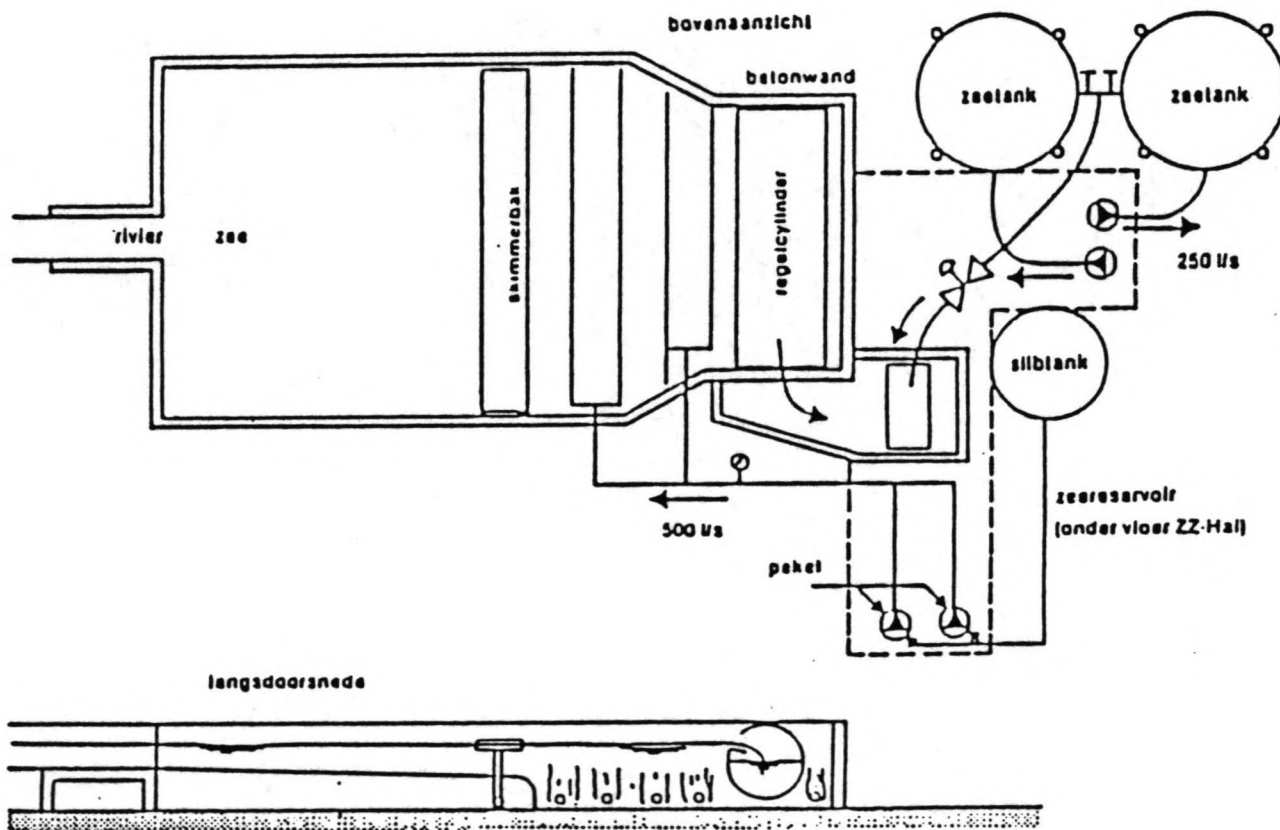 bovenaanzicht
betonwand
zeetank
zeetank
rivier
zee
skimmerbak
regelcylinder
250 l/s
slibtank
zeereservoir
(onder vloer ZZ-Hal)
500 l/s
pekel
langsdoorsnede